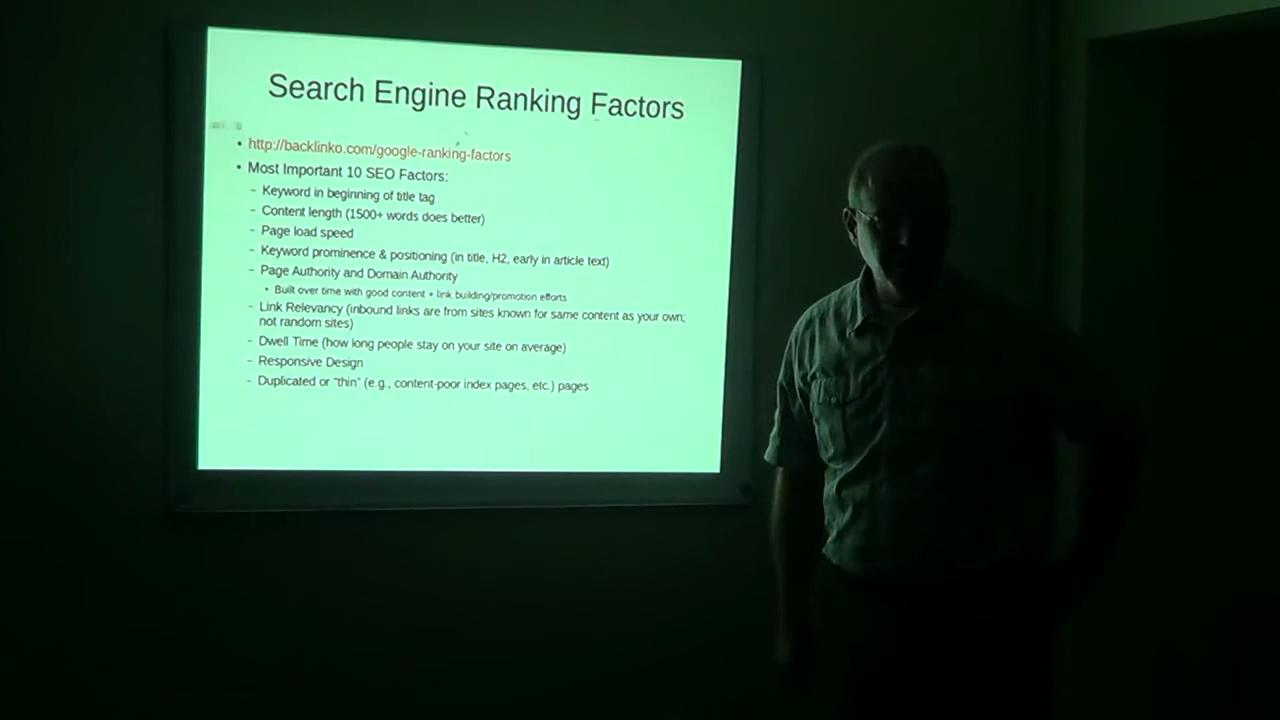 Search Engine Ranking Factors
• http://backlinko.com/google-ranking-factors
• Most Important 10 SEO Factors:
– Keyword in beginning of title tag
– Content length (1500+ words does better)
– Page load speed
– Keyword prominence & positioning (in title, H2, early in article text)
– Page Authority and Domain Authority
• Built over time with good content + link building/promotion efforts
– Link Relevancy (inbound links are from sites known for same content as your own;
not random sites)
– Dwell Time (how long people stay on your site on average)
– Responsive Design
– Duplicated or "thin" (e.g., content-poor index pages, etc.) pages